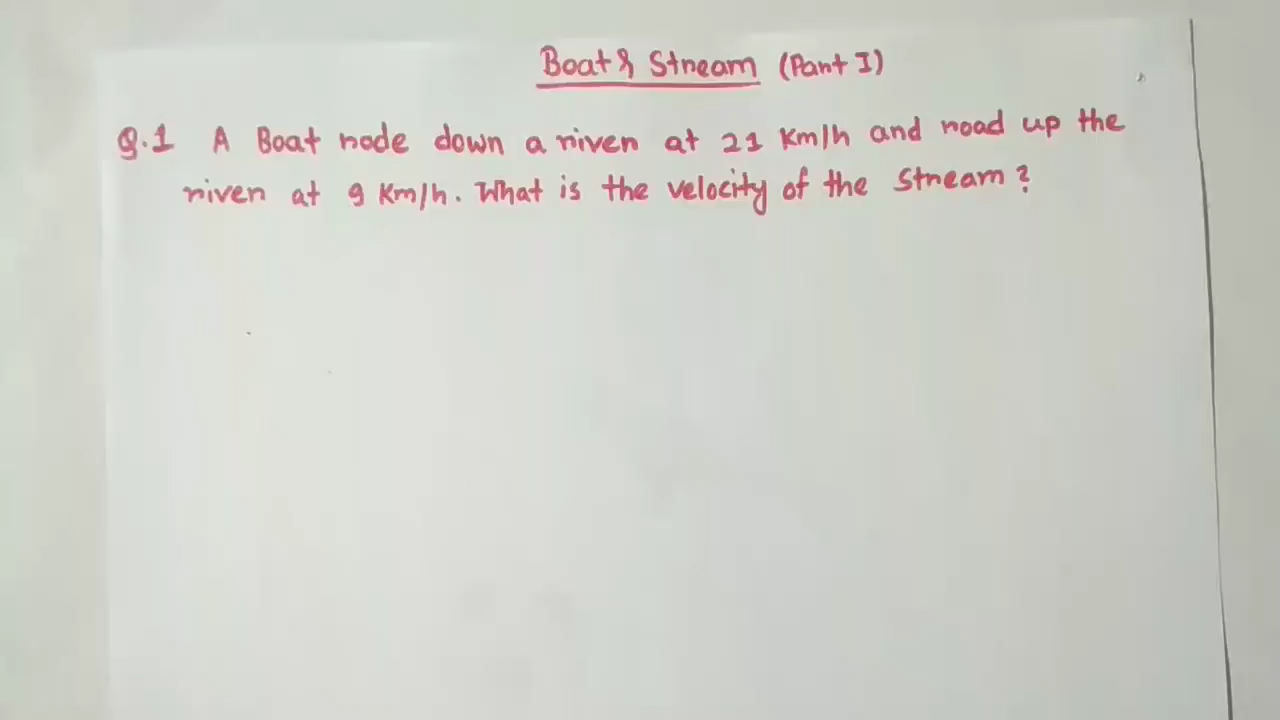 Boat & Stream (Part I)
Q.1 A Boat rode down a river at 21 Km/h and road up the
river at 9 Km/h. What is the velocity of the stream?